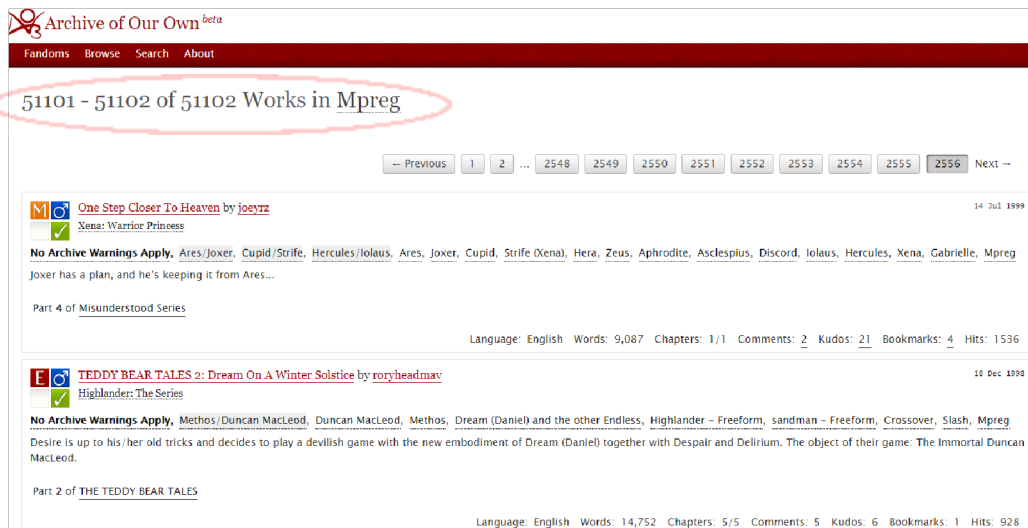 Archive of Our Own beta
Fandoms Browse Search About
51101 - 51102 of 51102 Works in Mpreg
← Previous 1 2 ... 2548 2549 2550 2551 2552 2553 2554 2555 2556 Next →
One Step Closer To Heaven by joeyrz 14 Jul 1999
Xena: Warrior Princess
No Archive Warnings Apply, Ares/Joxer, Cupid/Strife, Hercules/Iolaus, Ares, Joxer, Cupid, Strife (Xena), Hera, Zeus, Aphrodite, Asclespius, Discord, Iolaus, Hercules, Xena, Gabrielle, Mpreg
Joxer has a plan, and he's keeping it from Ares...
Part 4 of Misunderstood Series
Language: English Words: 9,087 Chapters: 1/1 Comments: 2 Kudos: 21 Bookmarks: 4 Hits: 1536
TEDDY BEAR TALES 2: Dream On A Winter Solstice by roryheadmav 18 Dec 1998
Highlander: The Series
No Archive Warnings Apply, Methos/Duncan MacLeod, Duncan MacLeod, Methos, Dream (Daniel) and the other Endless, Highlander - Freeform, sandman - Freeform, Crossover, Slash, Mpreg
Desire is up to his/her old tricks and decides to play a devilish game with the new embodiment of Dream (Daniel) together with Despair and Delirium. The object of their game: The Immortal Duncan
MacLeod.
Part 2 of THE TEDDY BEAR TALES
Language: English Words: 14,752 Chapters: 5/5 Comments: 5 Kudos: 6 Bookmarks: 1 Hits: 928